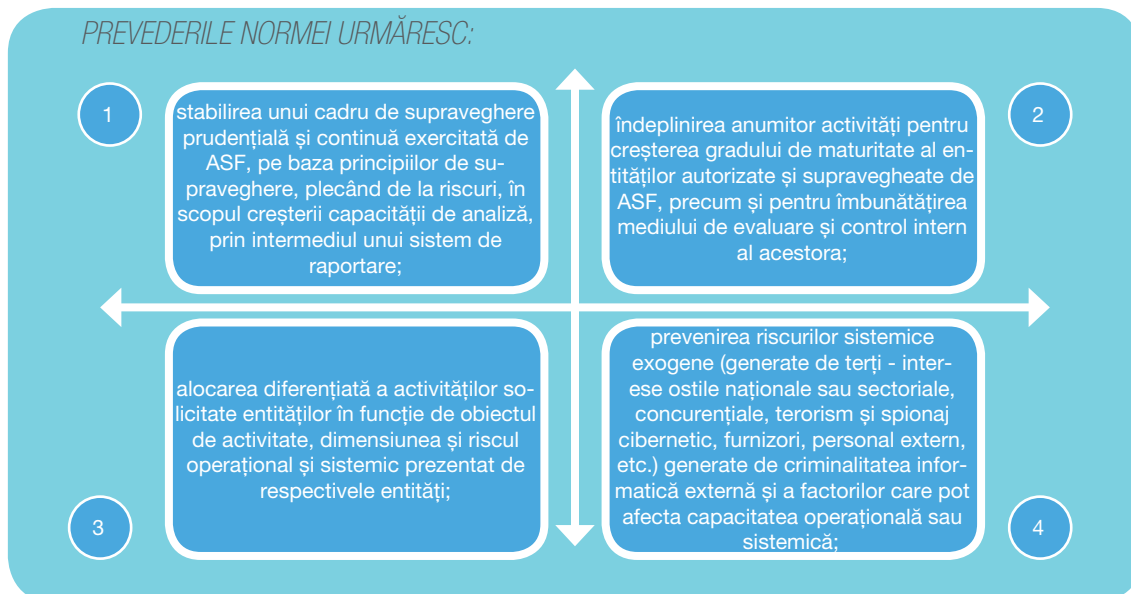 PREVEDERILE NORMEI URMĂRESC:
1
stabilirea unui cadru de supraveghere
prudențială și continuă exercitată de
ASF, pe baza principiilor de su-
praveghere, plecând de la riscuri, în
scopul creșterii capacității de analiză,
prin intermediul unui sistem de
raportare;
2
îndeplinirea anumitor activități pentru
creșterea gradului de maturitate al en-
tităților autorizate și supravegheate de
ASF, precum și pentru îmbunătățirea
mediului de evaluare și control intern
al acestora;
3
alocarea diferențiată a activităților so-
licitate entităților în funcție de obiectul
de activitate, dimensiunea și riscul
operațional și sistemic prezentat de
respectivele entități;
4
prevenirea riscurilor sistemice
exogene (generate de terți - inter-
ese ostile naționale sau sectoriale,
concurențiale, terorism și spionaj
cibernetic, furnizori, personal extern,
etc.) generate de criminalitatea infor-
matică externă și a factorilor care pot
afecta capacitatea operațională sau
sistemică;